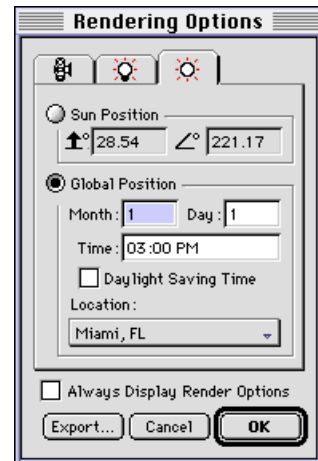 Rendering Options
Sun Position
° 28.54 ° 221.17
Global Position
Month: 1 Day: 1
Time: 03:00 PM
Daylight Saving Time
Location:
Miami, FL
Always Display Render Options
Export... Cancel OK